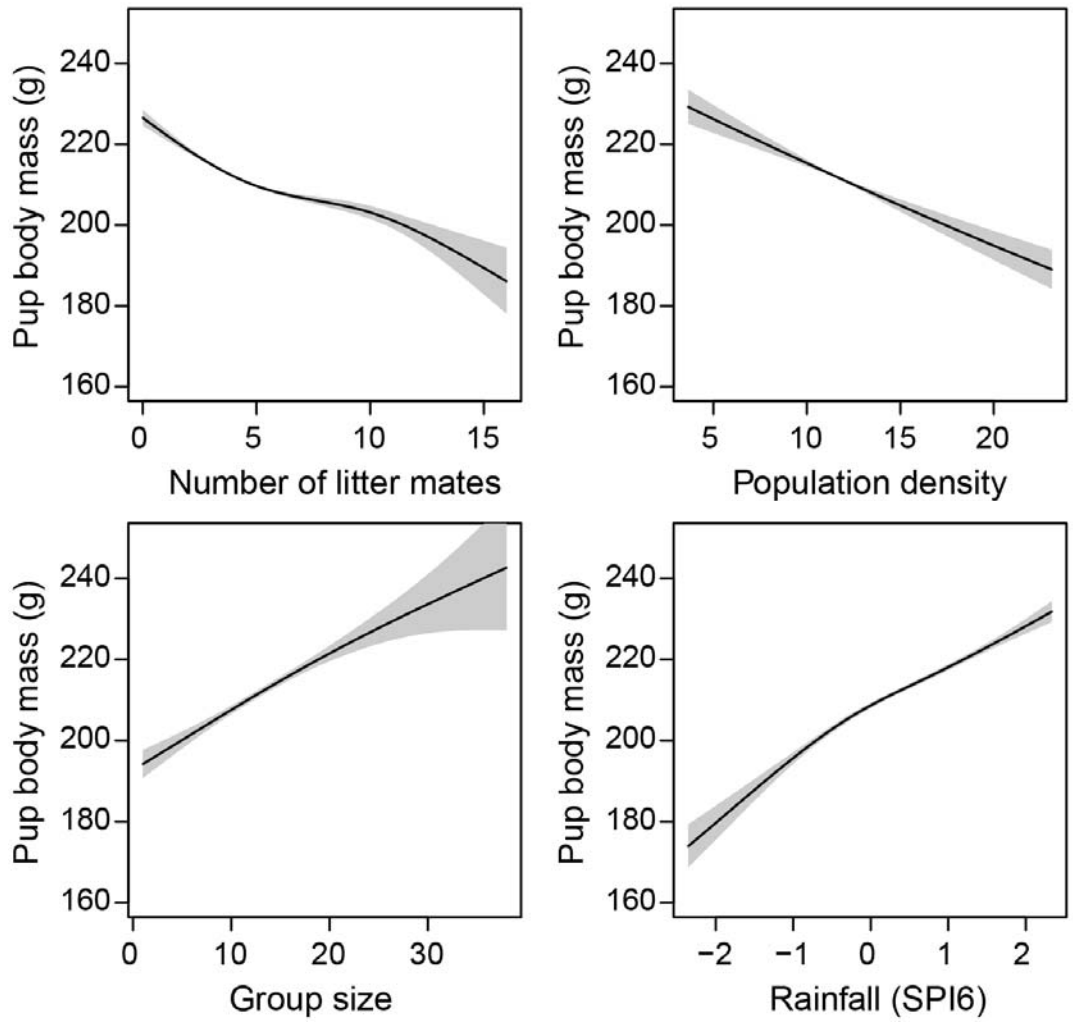 Pup body mass (g)
240
220
200
180
160
0 5 10 15
Number of litter mates
Pup body mass (g)
240
220
200
180
160
5 10 15 20
Population density
Pup body mass (g)
240
220
200
180
160
0 10 20 30
Group size
Pup body mass (g)
240
220
200
180
160
−2 −1 0 1 2
Rainfall (SPI6)